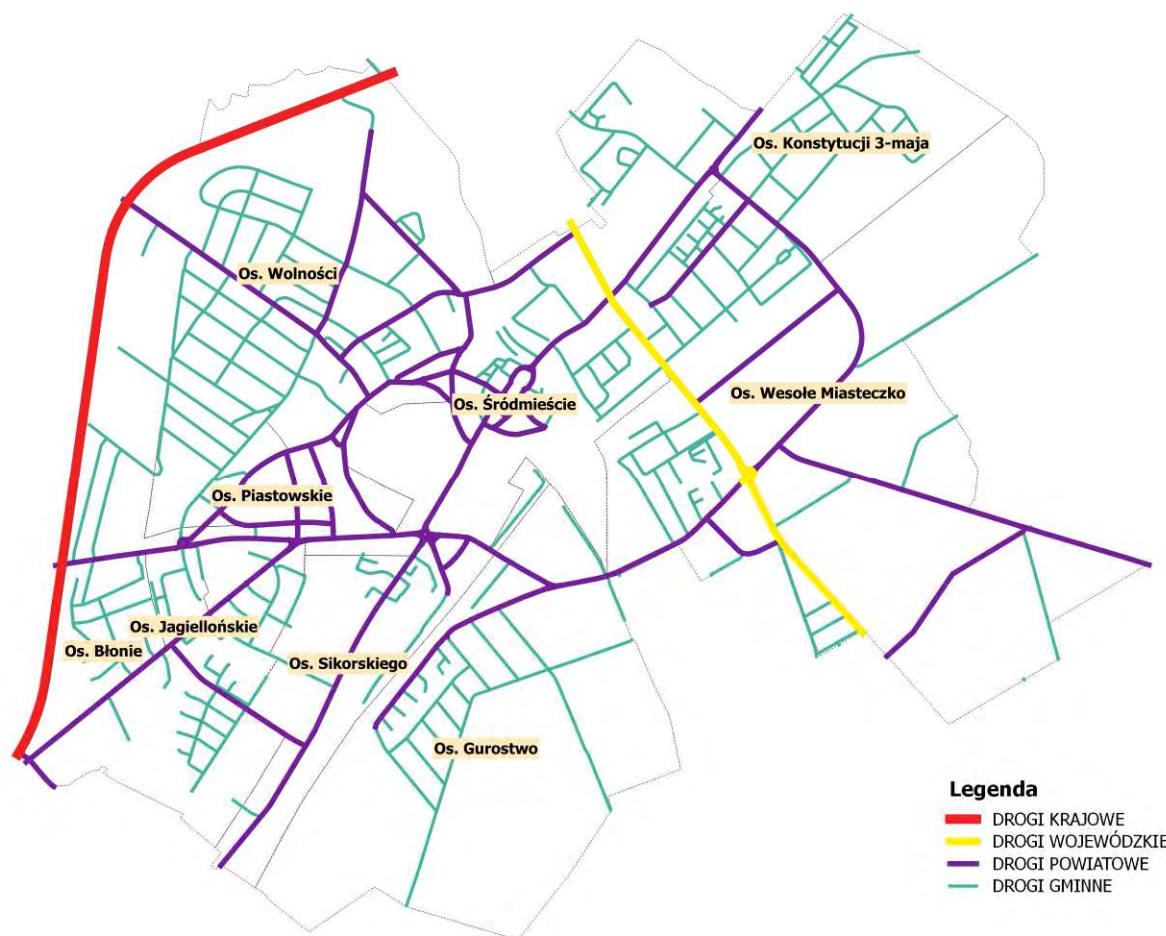 Os. Konstytucji 3-maja
Os. Wolności
Os. Wesołe Miasteczko
Os. Śródmieście
Os. Piastowskie
Os. Jagiellońskie
Os. Błonie
Os. Sikorskiego
Os. Gurostwo
Legenda
DROGI KRAJOWE
DROGI WOJEWÓDZKIE
DROGI POWIATOWE
DROGI GMINNE